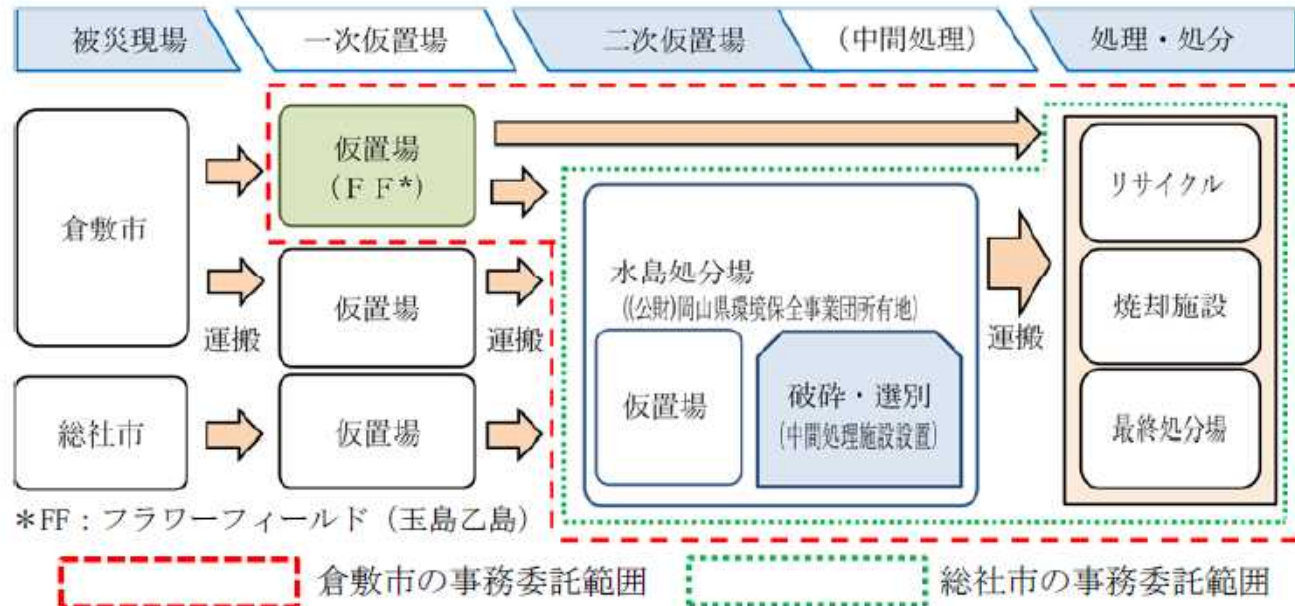 被災現場
一次仮置場
二次仮置場
(中間処理)
処理・処分
倉敷市
仮置場
(ＦＦ*)
運搬
仮置場
運搬
総社市
仮置場
水島処分場
((公財)岡山県環境保全事業団所有地)
仮置場
破砕・選別
(中間処理施設設置)
運搬
リサイクル
焼却施設
最終処分場
*FF：フラワーフィールド（玉島乙島）
倉敷市の事務委託範囲
総社市の事務委託範囲